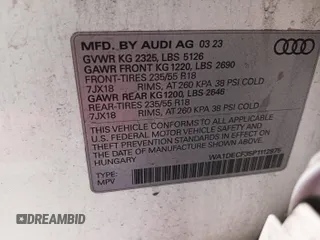 MFD. BY AUDI AG 03 23
GVWR KG 2325, LBS 5126
GAWR FRONT KG 1220, LBS 2690
FRONT-TIRES 235/55 R18
7JX18 RIMS, AT 260 KPA 38 PSI COLD
GAWR REAR KG 1200, LBS 2646
REAR-TIRES 235/55 R18
7JX18 RIMS, AT 260 KPA 38 PSI COLD
THIS VEHICLE CONFORMS TO ALL APPLICABLE
U.S. FEDERAL MOTOR VEHICLE SAFETY AND
THEFT PREVENTION STANDARDS IN EFFECT ON THE
DATE OF MANUFACTURE SHOWN ABOVE
HUNGARY
TYPE:
MPV
DREAMBID